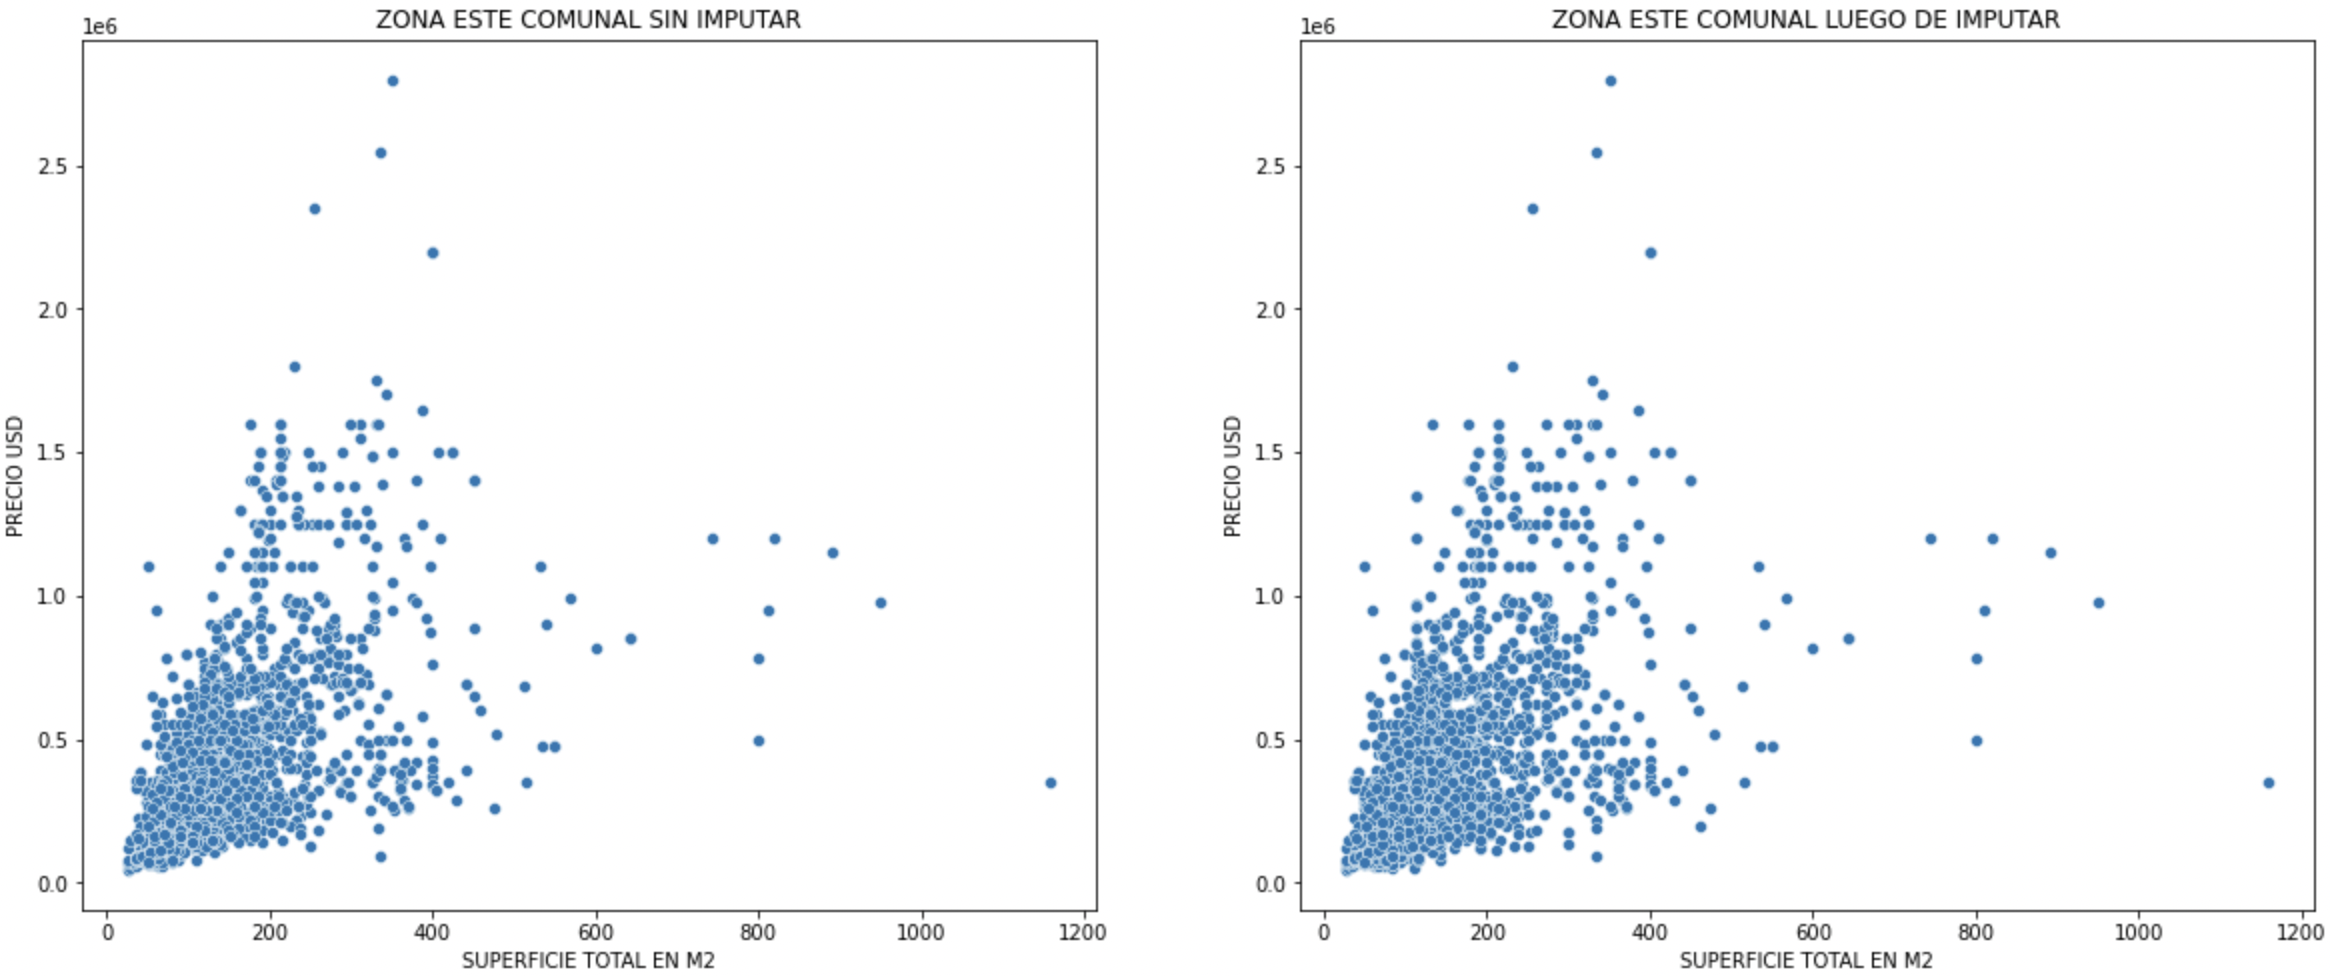 ZONA ESTE COMUNAL SIN IMPUTAR
1e6
2.5
2.0
1.5
1.0
0.5
0.0
PRECIO USD
0 200 400 600 800 1000 1200
SUPERFICIE TOTAL EN M2
ZONA ESTE COMUNAL LUEGO DE IMPUTAR
1e6
2.5
2.0
1.5
1.0
0.5
0.0
PRECIO USD
0 200 400 600 800 1000 1200
SUPERFICIE TOTAL EN M2